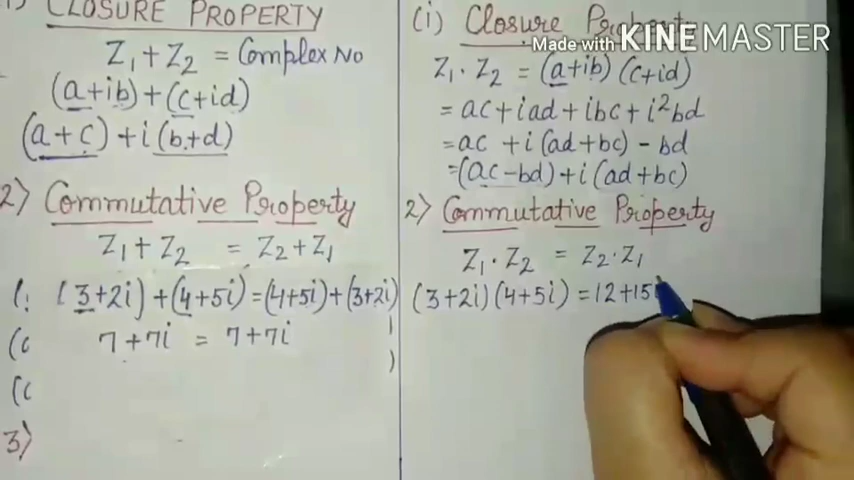 CLOSURE PROPERTY
Z₁ + Z₂ = Complex No
(a+ib)+(c+id)
(a+c)+i(b+d)
2) Commutative Property
Z₁+Z₂ = Z₂+Z₁
(3+2i)+(4+5i)=(4+5i)+(3+2i)
7+7i = 7+7i
3)
(i) Closure Property
Made with KINEMASTER
Z₁·Z₂ = (a+ib)(c+id)
=ac+iad+ibc+i²bd
=ac +i(ad+bc)-bd
=(ac-bd)+i(ad+bc)
2) Commutative Property
Z₁·Z₂ = Z₂·Z₁
(3+2i)(4+5i)=12+15